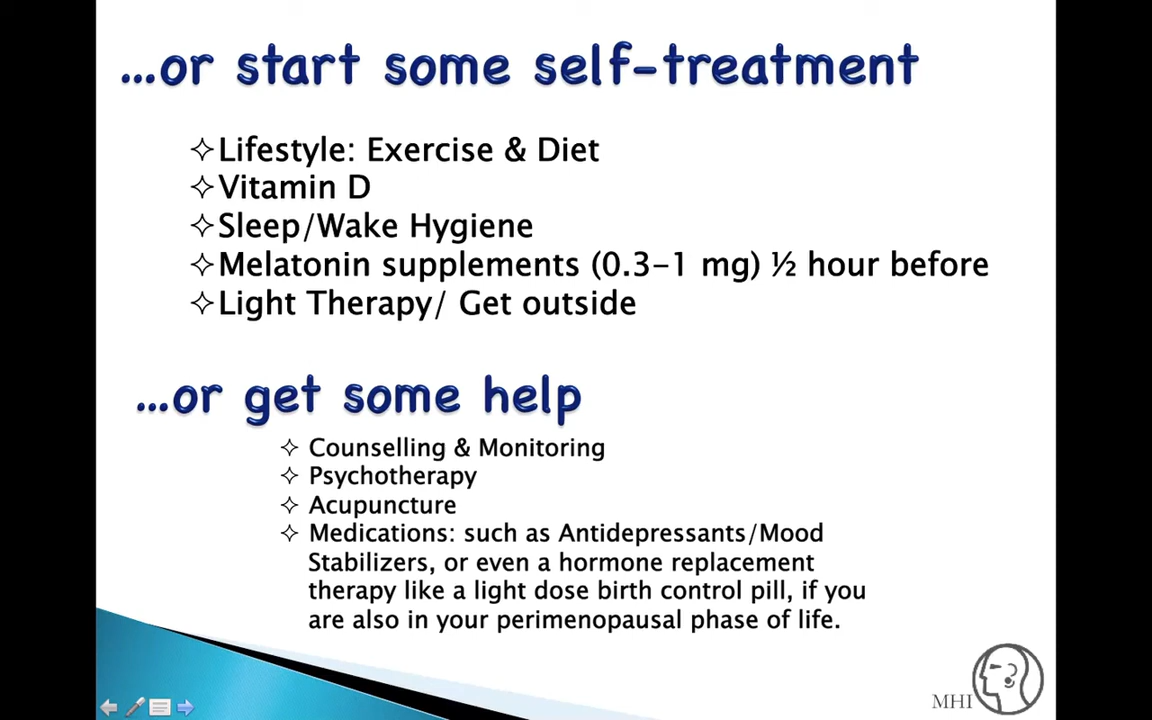 ...or start some self-treatment
✧Lifestyle: Exercise & Diet
✧Vitamin D
✧Sleep/Wake Hygiene
✧Melatonin supplements (0.3-1 mg) ½ hour before
✧Light Therapy/ Get outside
...or get some help
✧ Counselling & Monitoring
✧ Psychotherapy
✧ Acupuncture
✧ Medications: such as Antidepressants/Mood
Stabilizers, or even a hormone replacement
therapy like a light dose birth control pill, if you
are also in your perimenopausal phase of life.
MHI